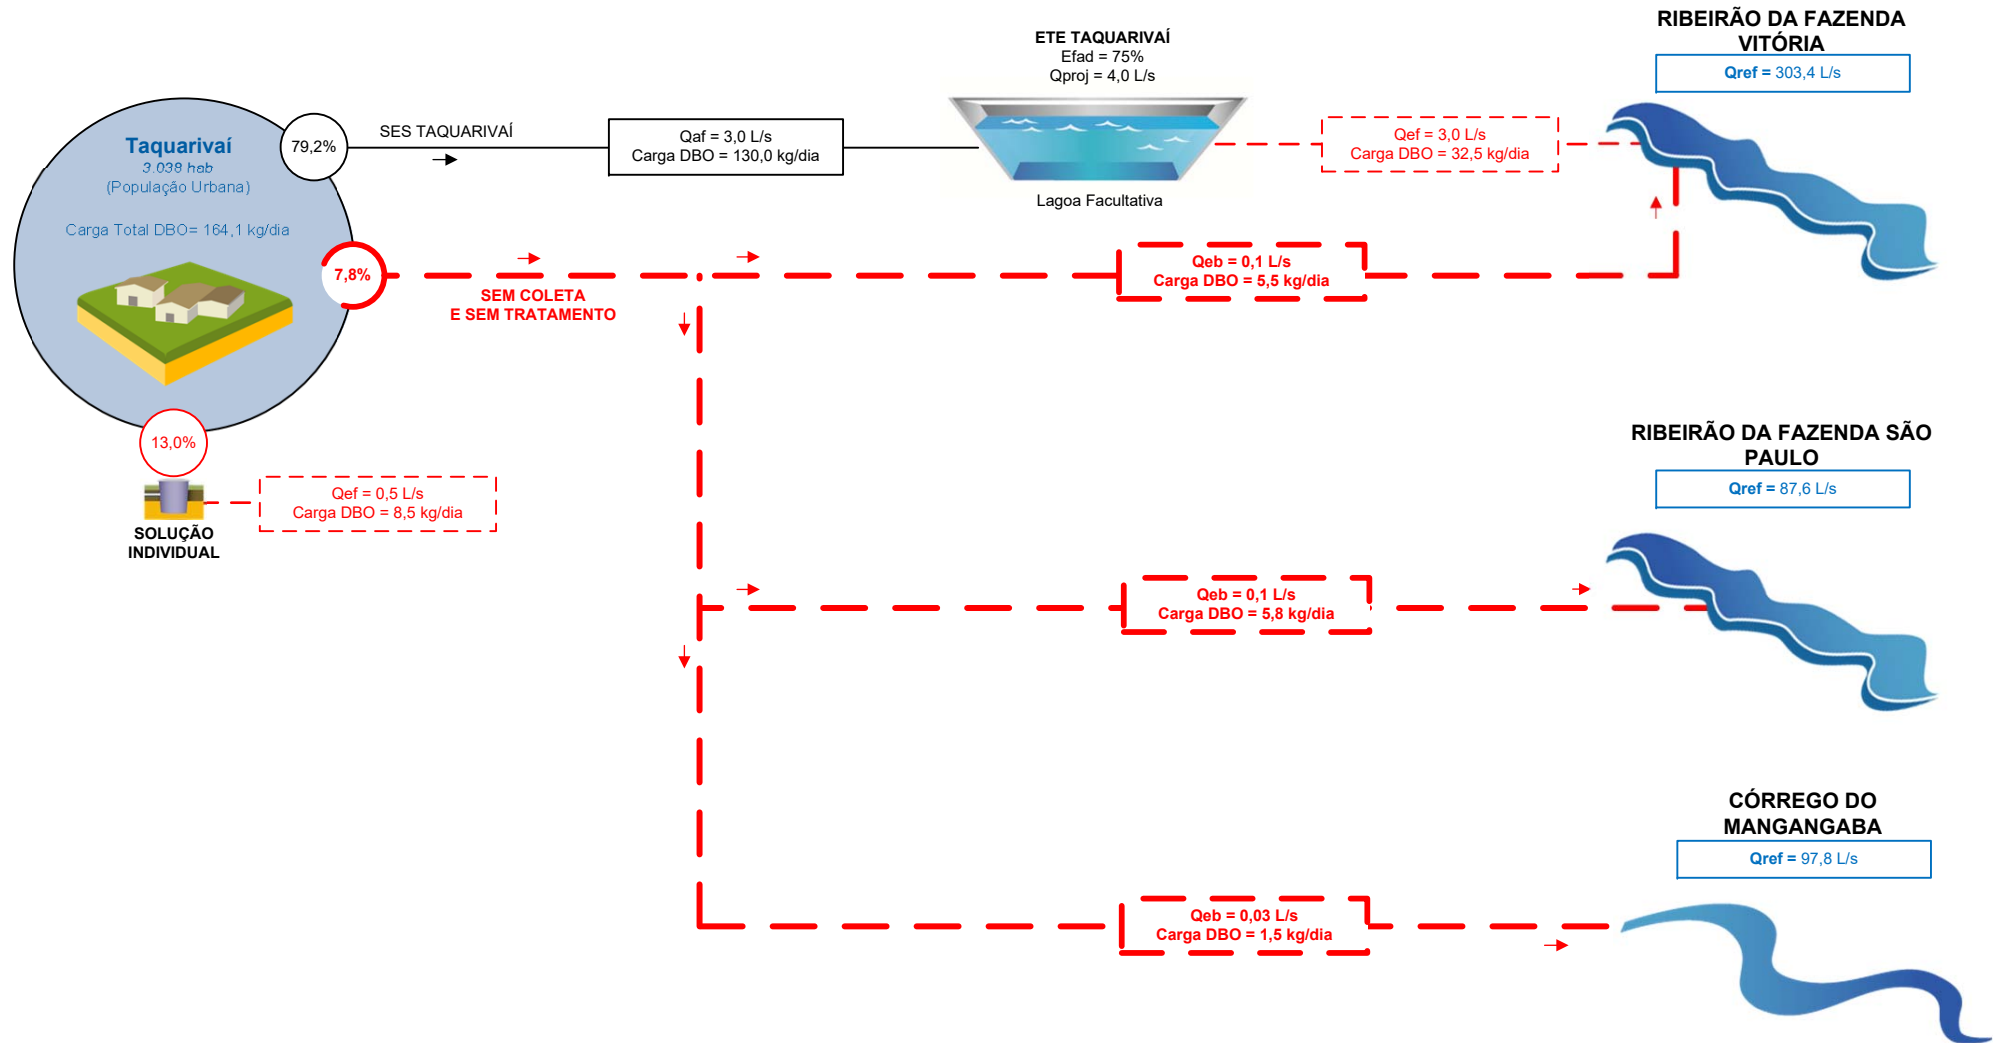 RIBEIRÃO DA FAZENDA
VITÓRIA
Qref = 303,4 L/s
ETE TAQUARIVAÍ
Efad = 75%
Qproj = 4,0 L/s
Lagoa Facultativa
Taquarivaí
3.038 hab
(População Urbana)
Carga Total DBO= 164,1 kg/dia
79,2%
SES TAQUARIVAÍ
Qaf = 3,0 L/s
Carga DBO = 130,0 kg/dia
Qef = 3,0 L/s
Carga DBO = 32,5 kg/dia
7,8%
SEM COLETA
E SEM TRATAMENTO
Qeb = 0,1 L/s
Carga DBO = 5,5 kg/dia
13,0%
SOLUÇÃO
INDIVIDUAL
Qef = 0,5 L/s
Carga DBO = 8,5 kg/dia
RIBEIRÃO DA FAZENDA SÃO
PAULO
Qref = 87,6 L/s
Qeb = 0,1 L/s
Carga DBO = 5,8 kg/dia
CÓRREGO DO
MANGANGABA
Qref = 97,8 L/s
Qeb = 0,03 L/s
Carga DBO = 1,5 kg/dia